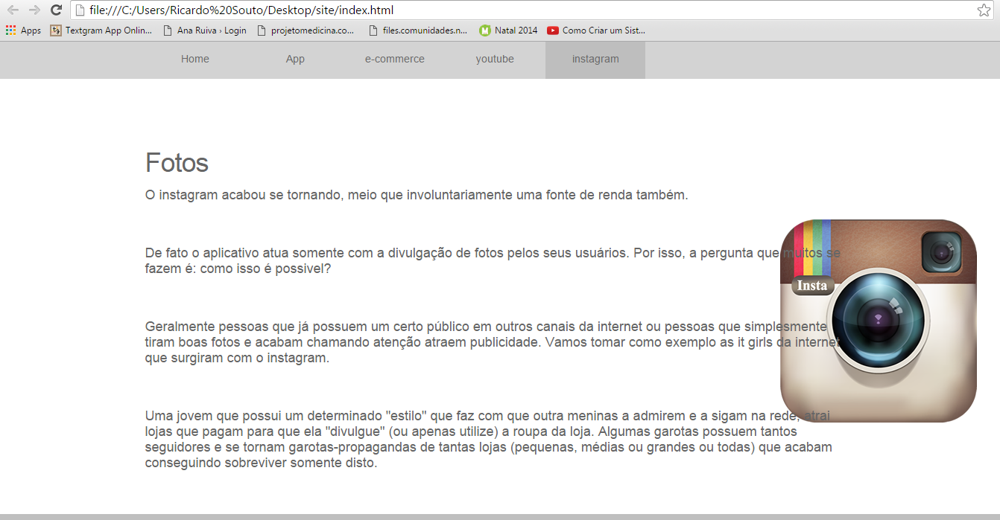 file:///C:/Users/Ricardo%20Souto/Desktop/site/index.html
Apps Textgram App Onlin... Ana Ruiva › Login projetomedicina.co... files.comunidades.n... Natal 2014 Como Criar um Sist...
Home App e-commerce youtube instagram
Fotos
O instagram acabou se tornando, meio que involuntariamente uma fonte de renda também.
De fato o aplicativo atua somente com a divulgação de fotos pelos seus usuários. Por isso, a pergunta que muitos se
fazem é: como isso é possivel?
Insta
Geralmente pessoas que já possuem um certo público em outros canais da internet ou pessoas que simplesmente
tiram boas fotos e acabam chamando atenção atraem publicidade. Vamos tomar como exemplo as it girls da internet
que surgiram com o instagram.
Uma jovem que possui um determinado "estilo" que faz com que outra meninas a admirem e a sigam na rede, atrai
lojas que pagam para que ela "divulgue" (ou apenas utilize) a roupa da loja. Algumas garotas possuem tantos
seguidores e se tornam garotas-propagandas de tantas lojas (pequenas, médias ou grandes ou todas) que acabam
conseguindo sobreviver somente disto.